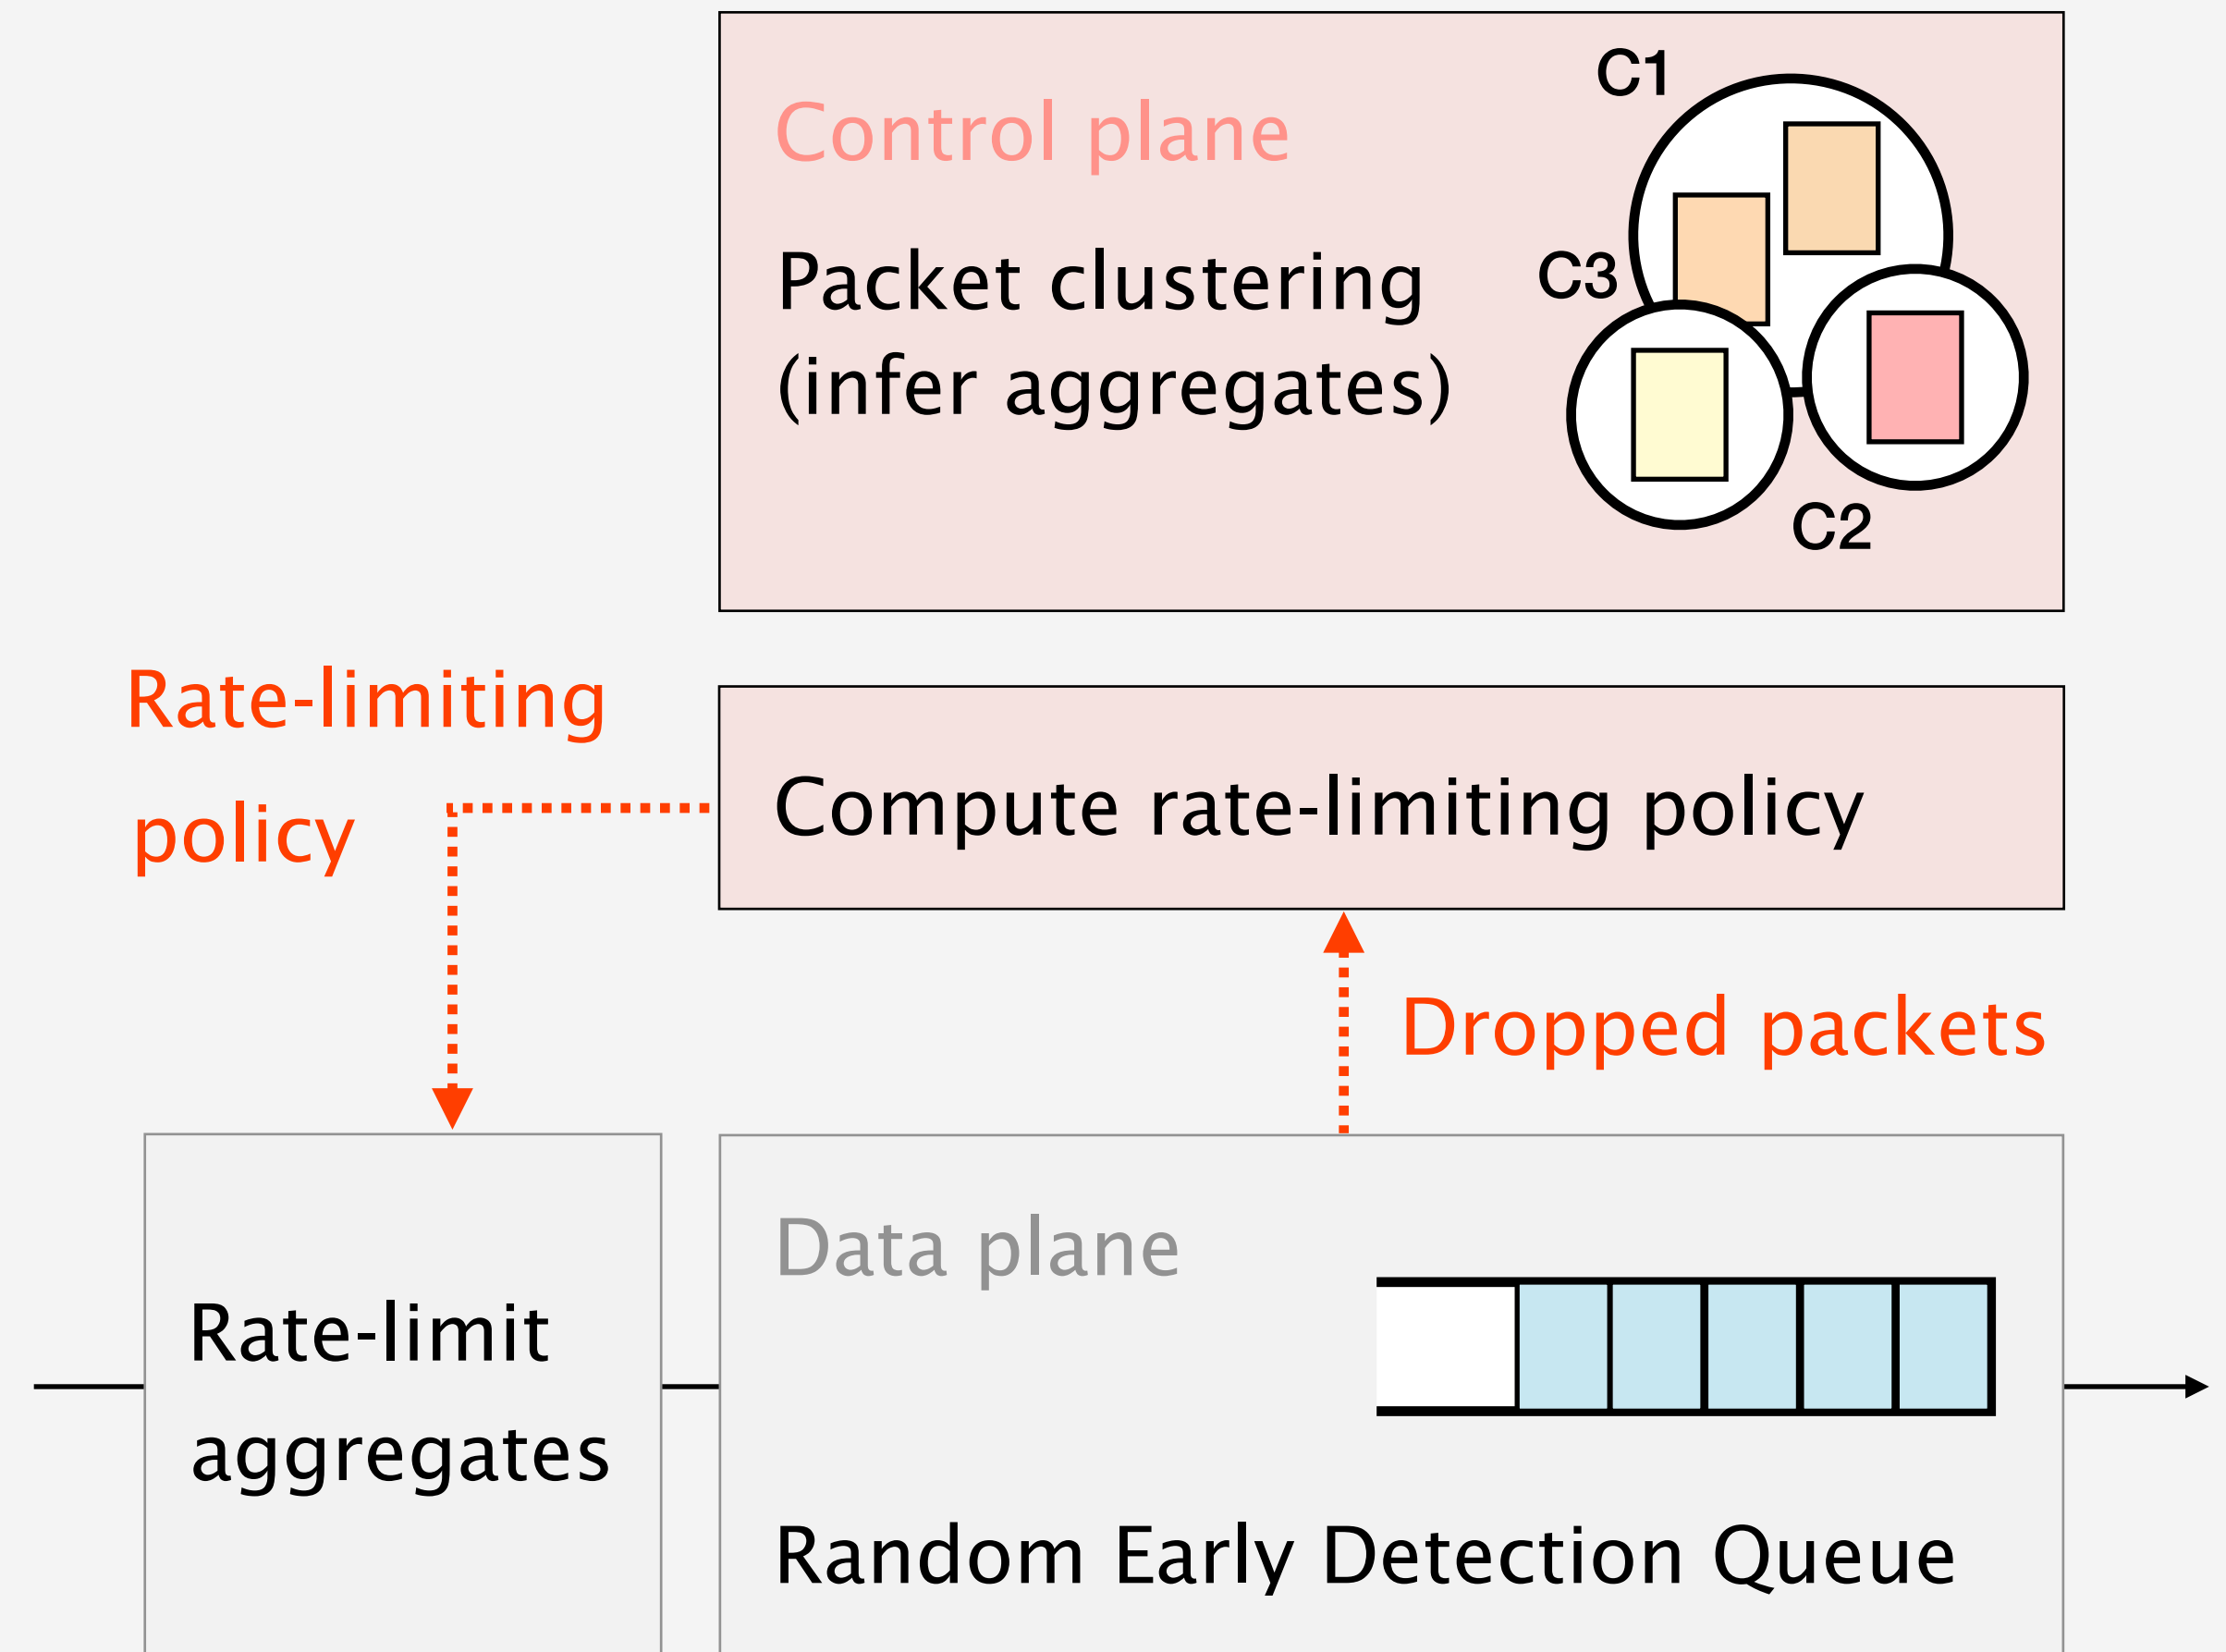 C1
Control plane
Packet clustering
C3
(infer aggregates)
C2
Rate-limiting
policy
Compute rate-limiting policy
Dropped packets
Data plane
Rate-limit
aggregates
Random Early Detection Queue